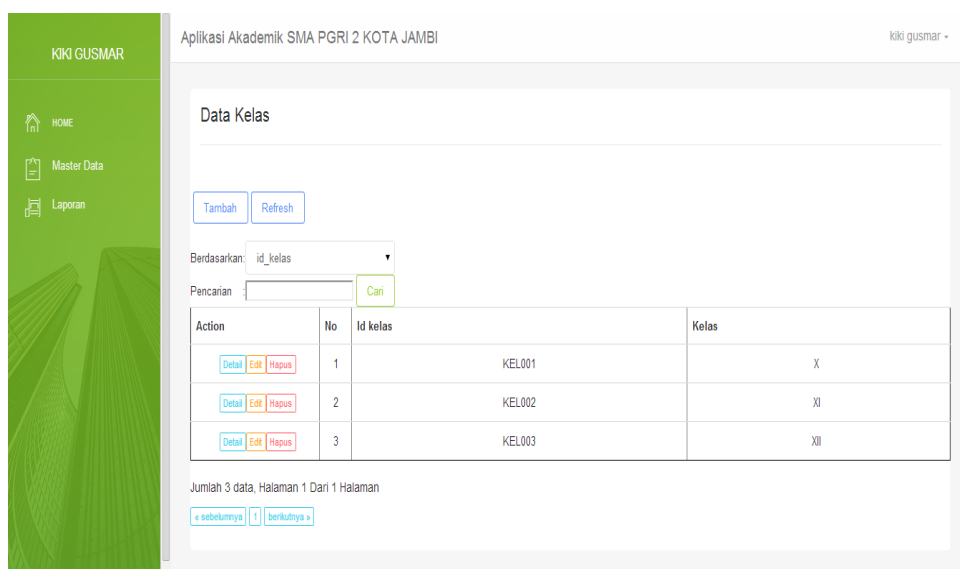 KIKI GUSMAR
Aplikasi Akademik SMA PGRI 2 KOTA JAMBI
kiki gusmar
HOME
Master Data
Laporan
Data Kelas
Tambah Refresh
Berdasarkan: id_kelas
Pencarian : Cari
Action No Id kelas Kelas
Detail Edit Hapus 1 KEL001 X
Detail Edit Hapus 2 KEL002 XI
Detail Edit Hapus 3 KEL003 XII
Jumlah 3 data, Halaman 1 Dari 1 Halaman
« sebelumnya 1 berikutnya »